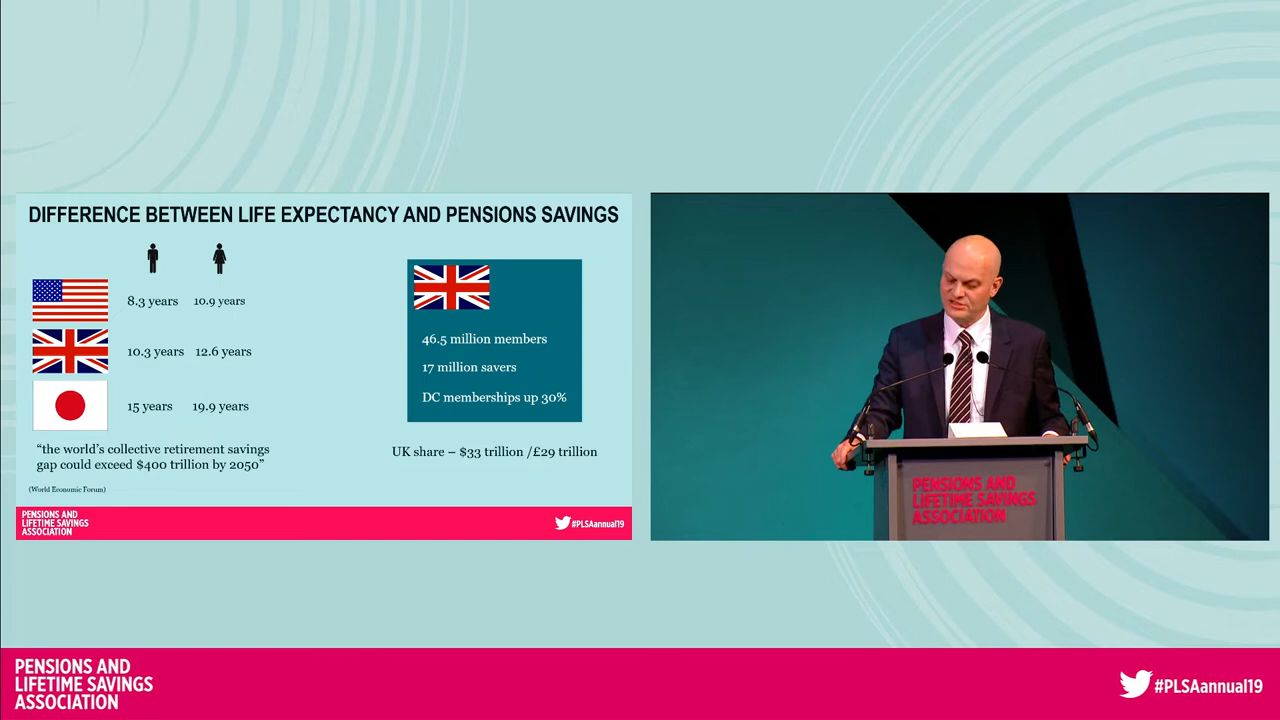 DIFFERENCE BETWEEN LIFE EXPECTANCY AND PENSIONS SAVINGS
8.3 years 10.9 years
10.3 years 12.6 years
15 years 19.9 years
“the world’s collective retirement savings
gap could exceed $400 trillion by 2050”
(World Economic Forum)
46.5 million members
17 million savers
DC memberships up 30%
UK share – $33 trillion /£29 trillion
PENSIONS AND
LIFETIME SAVINGS
ASSOCIATION
#PLSAannual19
PENSIONS AND
LIFETIME SAVINGS
ASSOCIATION
PENSIONS AND
LIFETIME SAVINGS
ASSOCIATION
#PLSAannual19